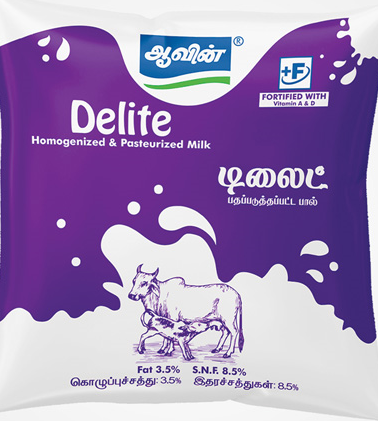 ஆவின் ®
+F
FORTIFIED WITH
Vitamin A & D
Delite
Homogenized & Pasteurized Milk
டிலைட்
பதப்படுத்தப்பட்ட பால்
Fat 3.5% S.N.F. 8.5%
கொழுப்புச்சத்து: 3.5% இதரச்சத்துகள்: 8.5%